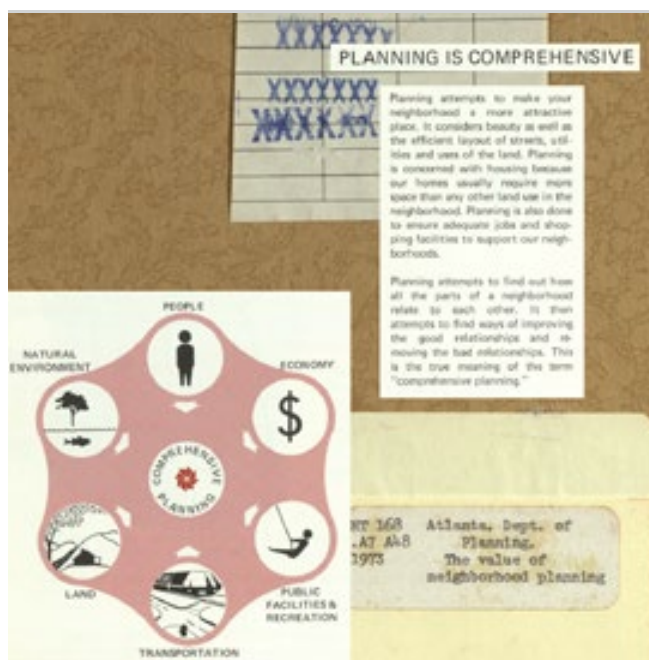 PLANNING IS COMPREHENSIVE
Planning attempts to make your
neighborhood a more attractive
place. It considers beauty as well as
the efficient layout of streets, util-
ities and uses of the land. Planning
is concerned with housing because
our homes usually require more
space than any other land use in the
neighborhood. Planning is also done
to ensure adequate jobs and shop-
ping facilities to support our neigh-
borhoods.
Planning attempts to find out how
all the parts of a neighborhood
relate to each other. It then
attempts to find ways of improving
the good relationships and re-
moving the bad relationships. This
is the true meaning of the term
"comprehensive planning."
PEOPLE
NATURAL
ENVIRONMENT
ECONOMY
$
COMPREHENSIVE
PLANNING
LAND
PUBLIC
FACILITIES &
RECREATION
TRANSPORTATION
HT 168
.A7 A48
1973
Atlanta. Dept. of
Planning.
The value of
neighborhood planning